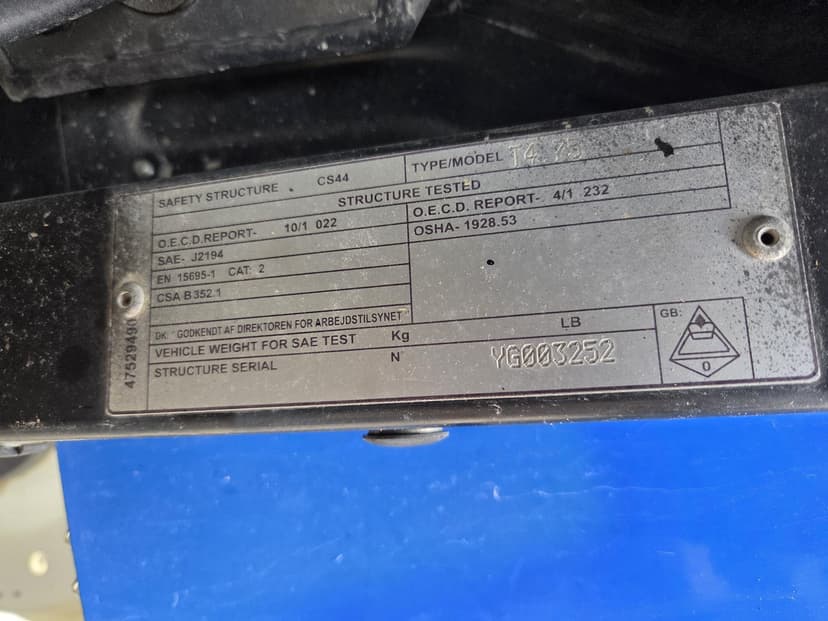 SAFETY STRUCTURE CS44 TYPE/MODEL T4 75
STRUCTURE TESTED
O.E.C.D.REPORT- 10/1 022 O.E.C.D. REPORT- 4/1 232
SAE- J2194 OSHA- 1928.53
EN 15695-1 CAT: 2
CSA B 352.1
DK: GODKENDT AF DIREKTOREN FOR ARBEJDSTILSYNET
VEHICLE WEIGHT FOR SAE TEST Kg LB
STRUCTURE SERIAL N° YG003252
GB:
0